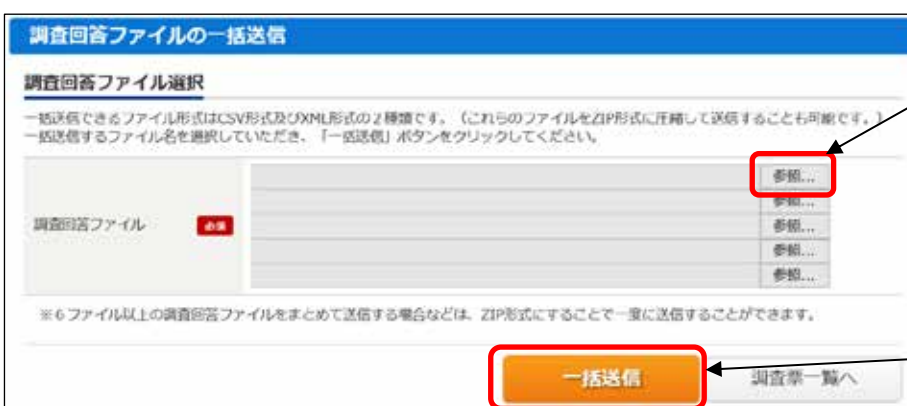 調査回答ファイルの一括送信
調査回答ファイル選択
一括送信できるファイル形式はCSV形式及びXML形式の2種類です。（これらのファイルをZIP形式に圧縮して送信することも可能です。）
一括送信するファイル名を選択していただき、「一括送信」ボタンをクリックしてください。
参照...
参照...
調査回答ファイル 必須 参照...
参照...
参照...
※6ファイル以上の調査回答ファイルをまとめて送信する場合などは、ZIP形式にすることで一度に送信することができます。
一括送信 調査票一覧へ